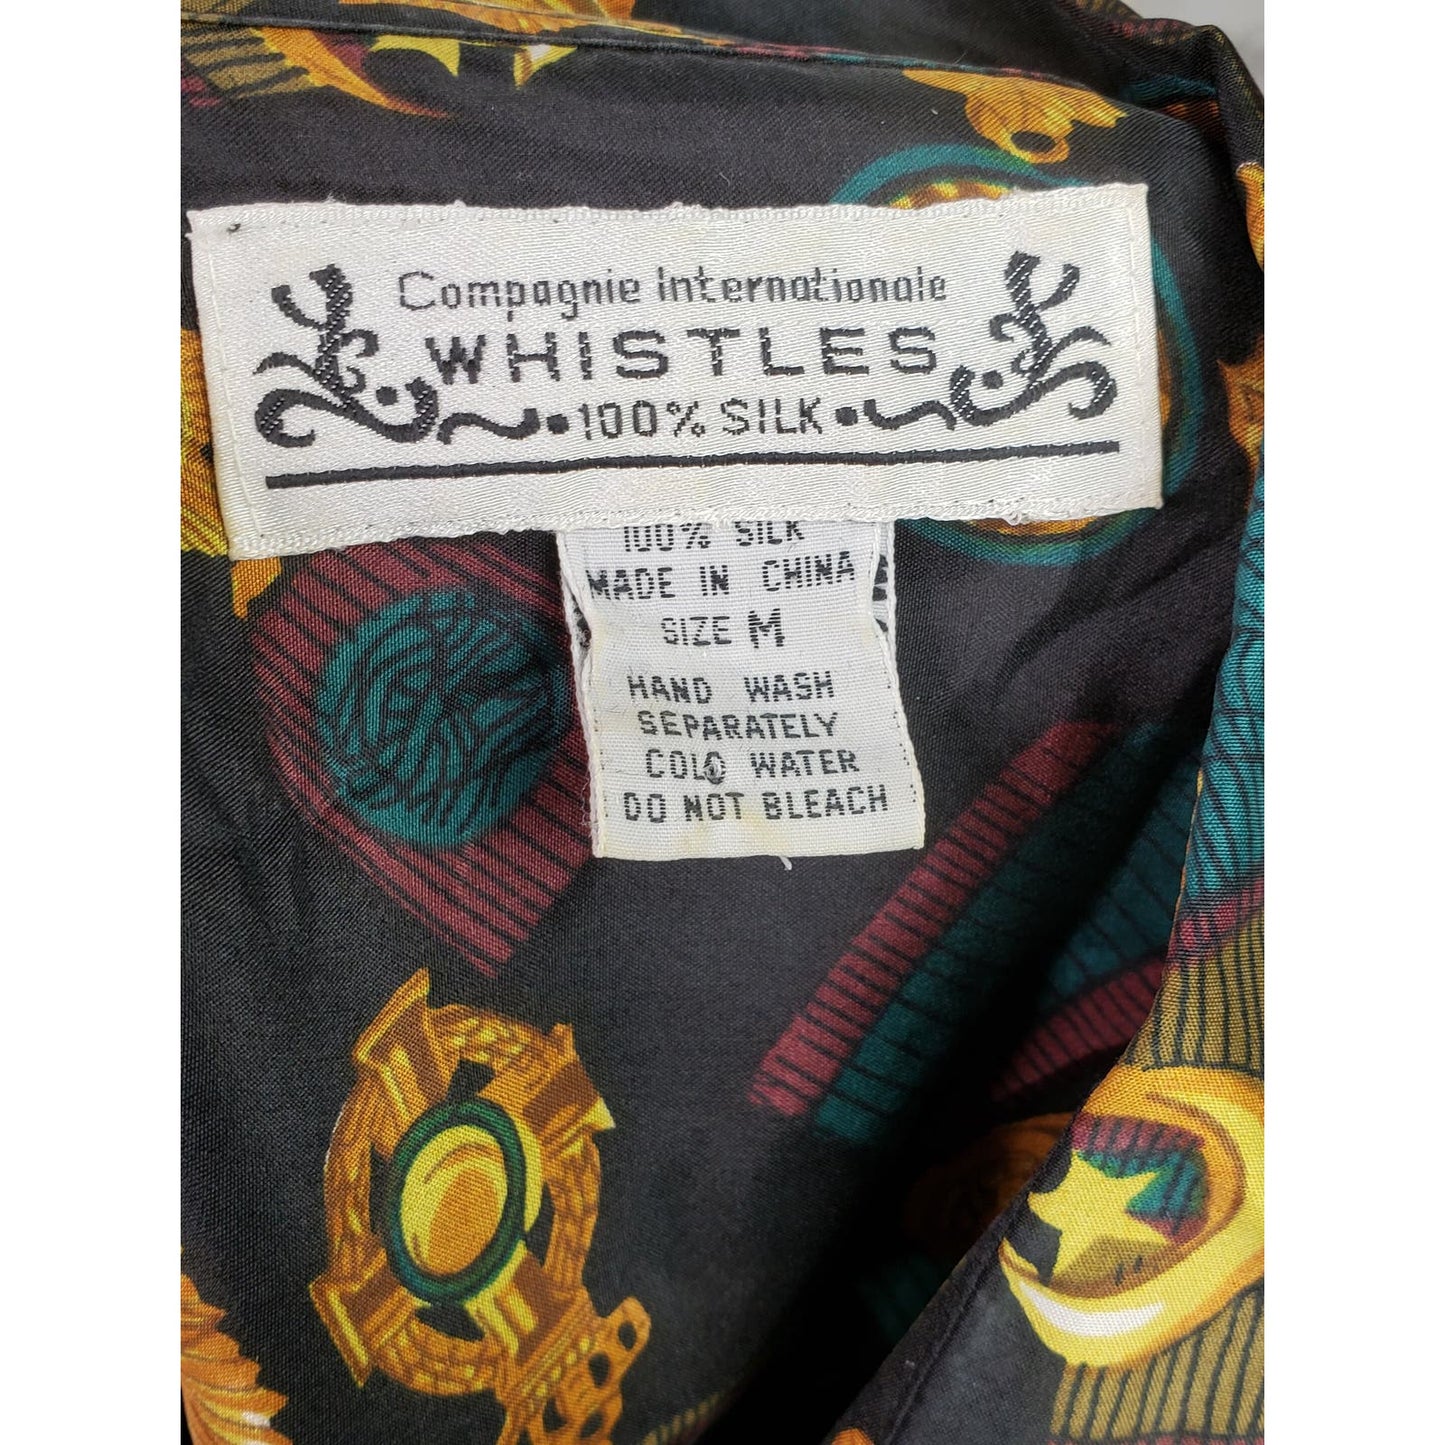 Compagnie Internationale
WHISTLES
100% SILK
100% SILK
MADE IN CHINA
SIZE M
HAND WASH
SEPARATELY
COLD WATER
DO NOT BLEACH